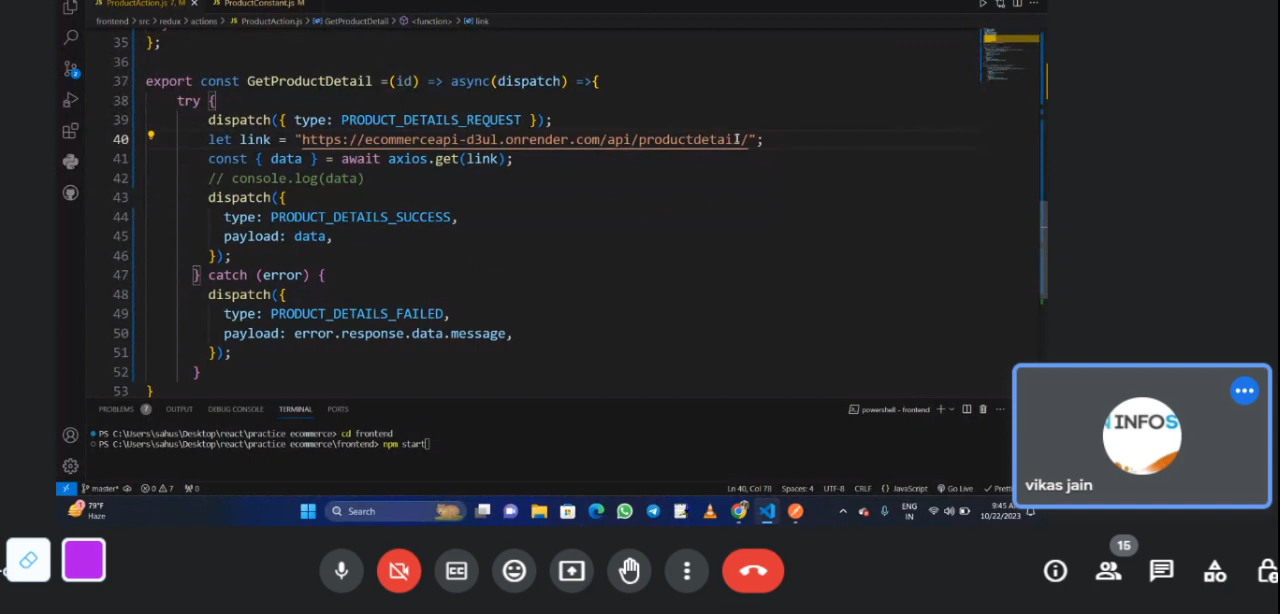 JS ProductAction.js 7, M X JS ProductConstant.js M
frontend > src > redux > actions > JS ProductAction.js > GetProductDetail > <function> > link
35 };
36
37 export const GetProductDetail =(id) => async(dispatch) =>{
38 try {
39 dispatch({ type: PRODUCT_DETAILS_REQUEST });
40 let link = "https://ecommerceapi-d3ul.onrender.com/api/productdetail/";
41 const { data } = await axios.get(link);
42 // console.log(data)
43 dispatch({
44 type: PRODUCT_DETAILS_SUCCESS,
45 payload: data,
46 });
47 } catch (error) {
48 dispatch({
49 type: PRODUCT_DETAILS_FAILED,
50 payload: error.response.data.message,
51 });
52 }
53 }
PROBLEMS 7 OUTPUT DEBUG CONSOLE TERMINAL PORTS
powershell - frontend
PS C:\Users\sahus\Desktop\react\practice ecommerce> cd frontend
PS C:\Users\sahus\Desktop\react\practice ecommerce\frontend> npm start
INFOS
vikas jain
master* 0 7 0 Ln 40, Col 78 Spaces: 4 UTF-8 CRLF {} JavaScript Go Live
79°F
Haze
Search
ENG
IN
9:45
10/22/2023
15